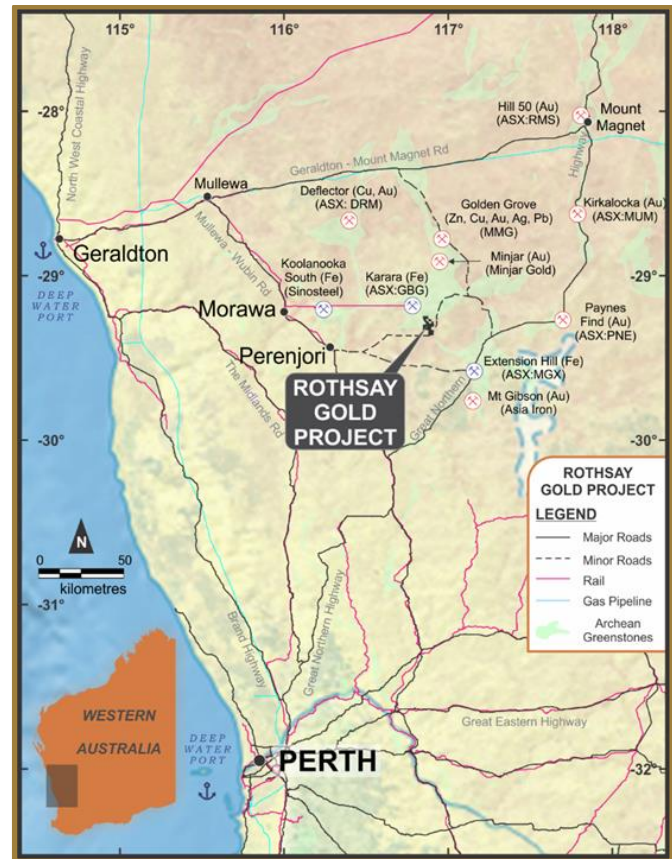 115°
116°
117°
118°
-28°
North West Coastal Highway
Hill 50 (Au)
(ASX:RMS)
Mount
Magnet
Geraldton - Mount Magnet Rd
Highway
Mullewa
Deflector (Cu, Au)
(ASX: DRM)
Golden Grove
(Zn, Cu, Au, Ag, Pb)
(MMG)
Kirkalocka (Au)
(ASX:MUM)
Geraldton
Mullewa - Wubin Rd
Minjar (Au)
(Minjar Gold)
-29°
-29°
DEEP
WATER
PORT
Koolanooka
South (Fe)
(Sinosteel)
Karara (Fe)
(ASX:GBG)
Morawa
Paynes
Find (Au)
(ASX:PNE)
Perenjori
The Midlands Rd
ROTHSAY
GOLD
PROJECT
Great Northern
Extension Hill (Fe)
(ASX:MGX)
Mt Gibson (Au)
(Asia Iron)
-30°
-30°
ROTHSAY
GOLD PROJECT
LEGEND
Major Roads
Minor Roads
Rail
Gas Pipeline
Archean
Greenstones
N
0
50
kilometres
-31°
Brand Highway
Great Northern Highway
WESTERN
AUSTRALIA
DEEP
WATER
PORT
Great Eastern Highway
PERTH
-32°
115°
116°
117°
118°